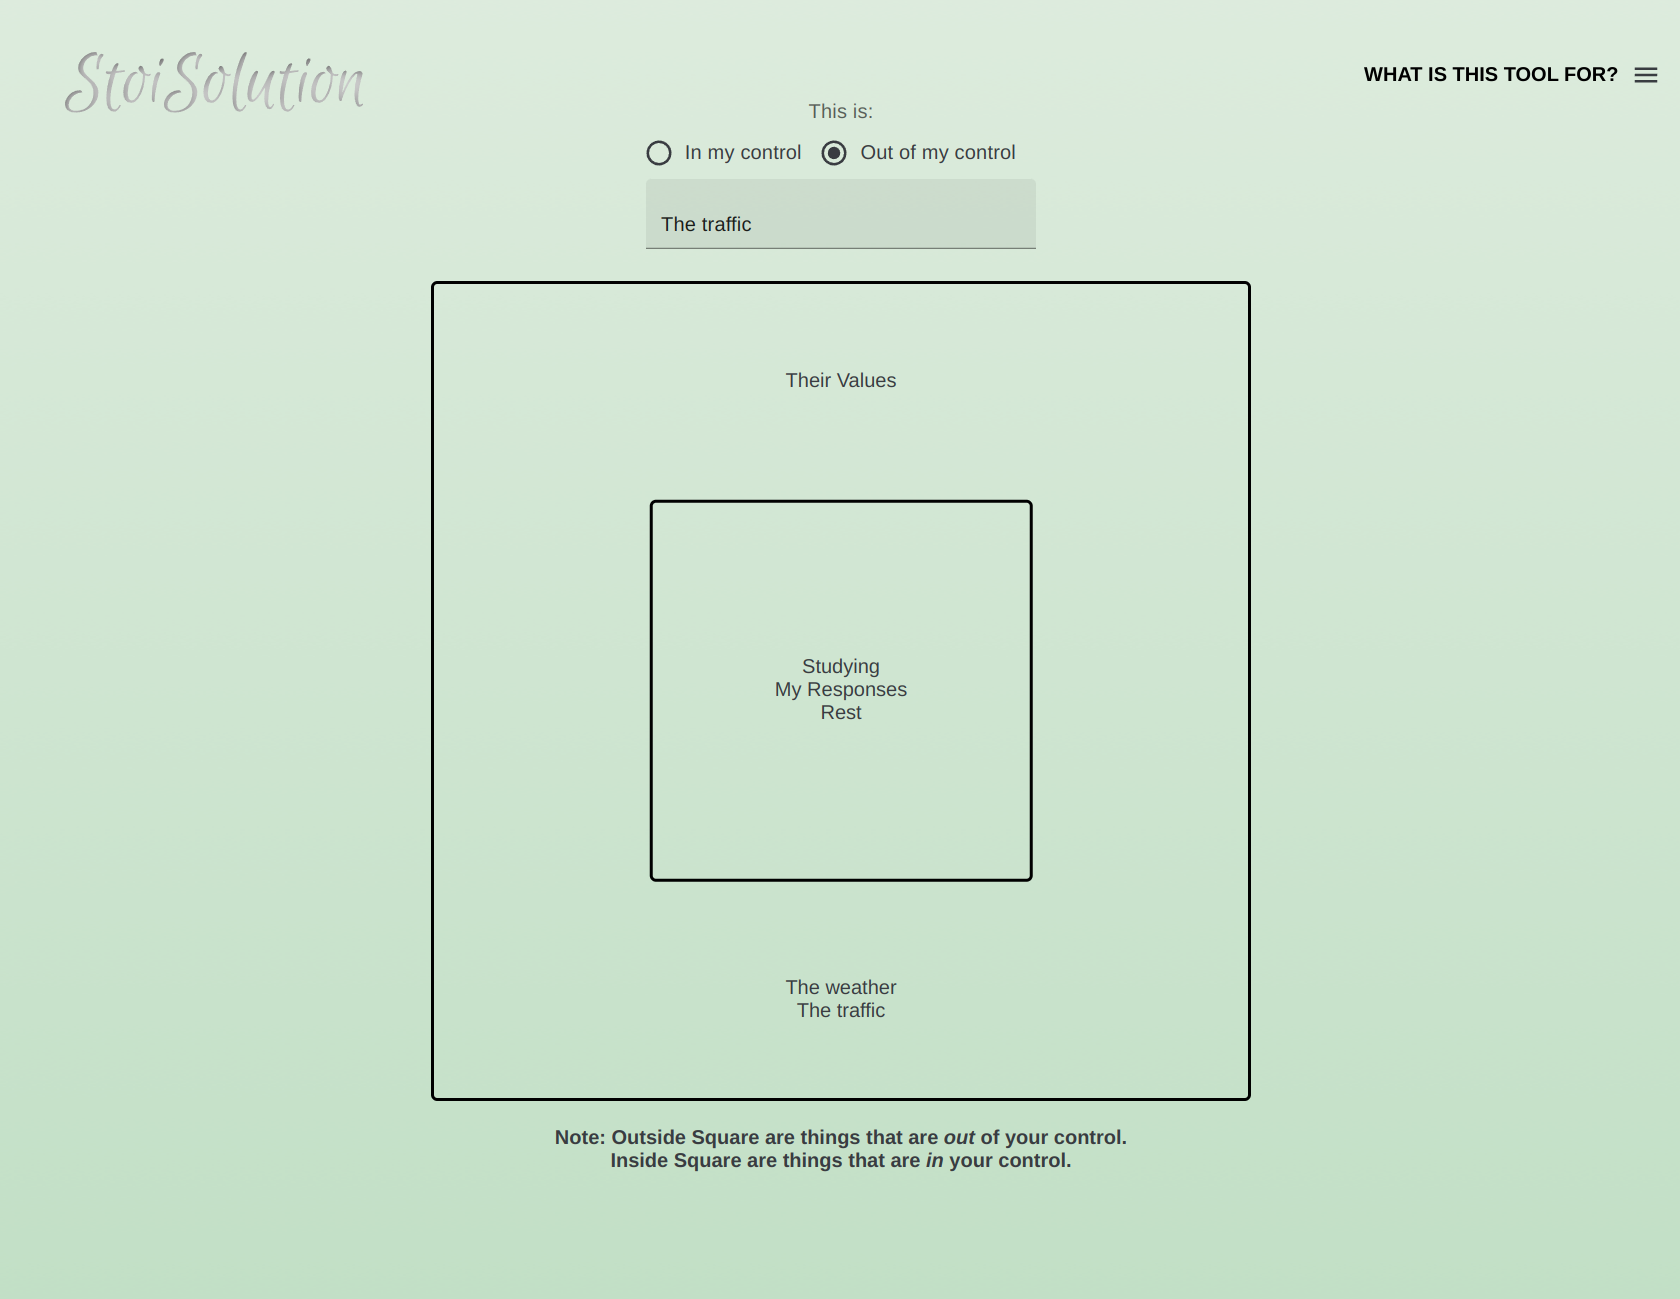 StoiSolution
WHAT IS THIS TOOL FOR?
This is:
In my control
Out of my control
The traffic
Their Values
Studying
My Responses
Rest
The weather
The traffic
Note: Outside Square are things that are out of your control.
Inside Square are things that are in your control.